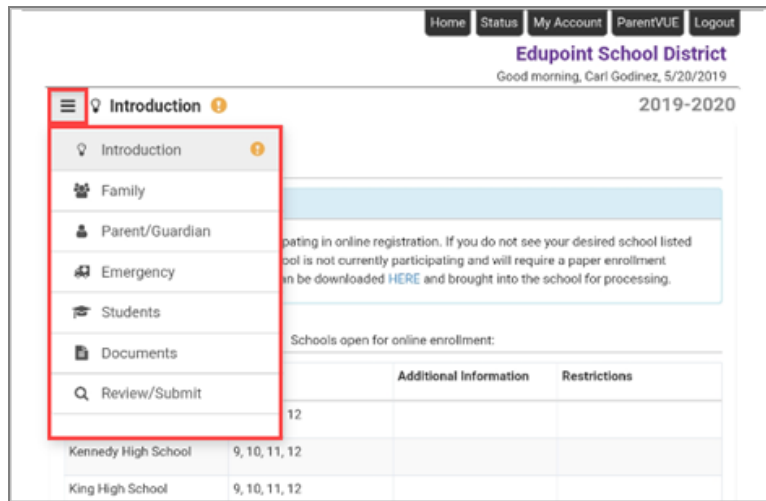 Home Status My Account ParentVUE Logout
Edupoint School District
Good morning, Carl Godinez, 5/20/2019
Introduction
2019-2020
Introduction
Family
Parent/Guardian
Emergency
Students
Documents
Review/Submit
pating in online registration. If you do not see your desired school listed
ool is not currently participating and will require a paper enrollment
an be downloaded HERE and brought into the school for processing.
Schools open for online enrollment:
Additional Information Restrictions
12
Kennedy High School 9, 10, 11, 12
King High School 9, 10, 11, 12